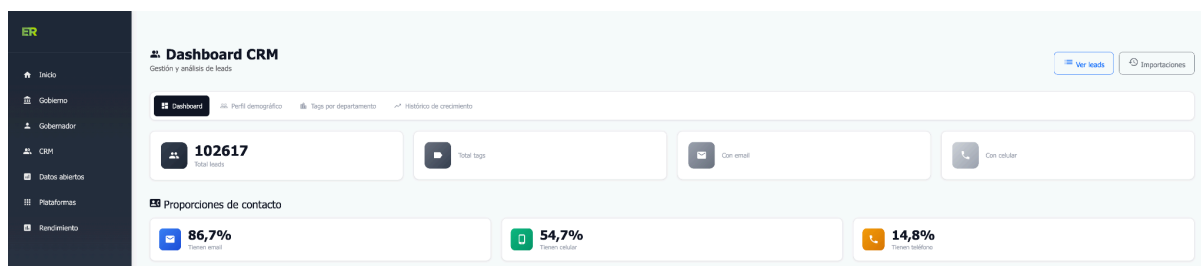 ER
Inicio
Gobierno
Gobernador
CRM
Datos abiertos
Plataformas
Rendimiento
Dashboard CRM
Gestión y análisis de leads
Ver leads
Importaciones
Dashboard
Perfil demográfico
Tags por departamento
Histórico de crecimiento
102617
Total leads
Total tags
Con email
Con celular
Proporciones de contacto
86,7%
Tienen email
54,7%
Tienen celular
14,8%
Tienen teléfono